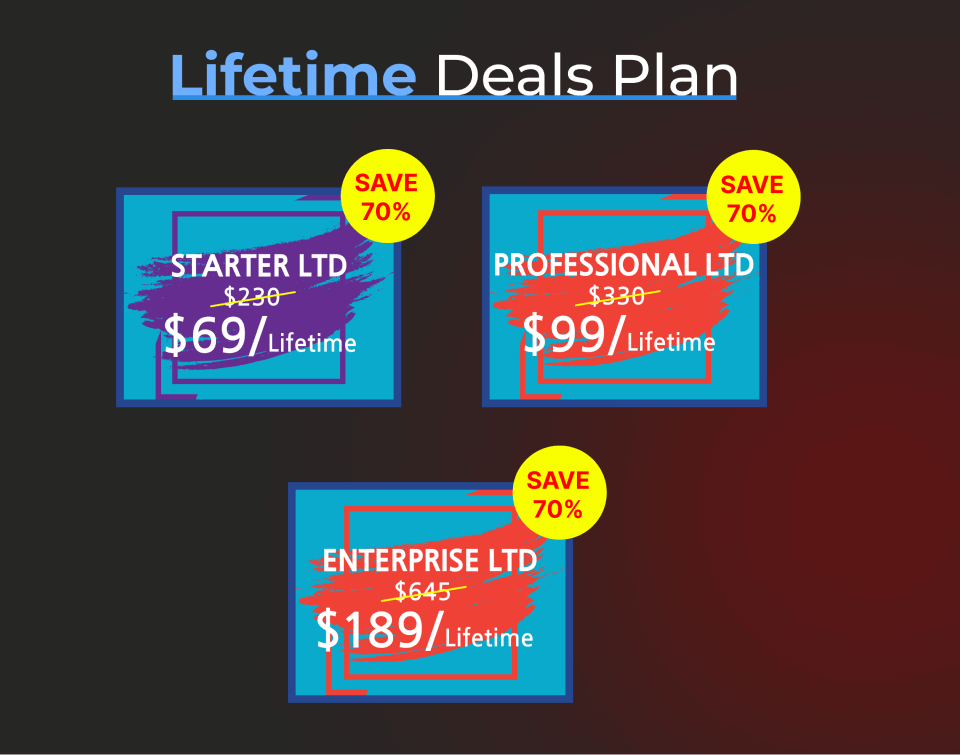 Lifetime Deals Plan
SAVE
70%
STARTER LTD
$230
$69/Lifetime
SAVE
70%
PROFESSIONAL LTD
$330
$99/Lifetime
SAVE
70%
ENTERPRISE LTD
$645
$189/Lifetime